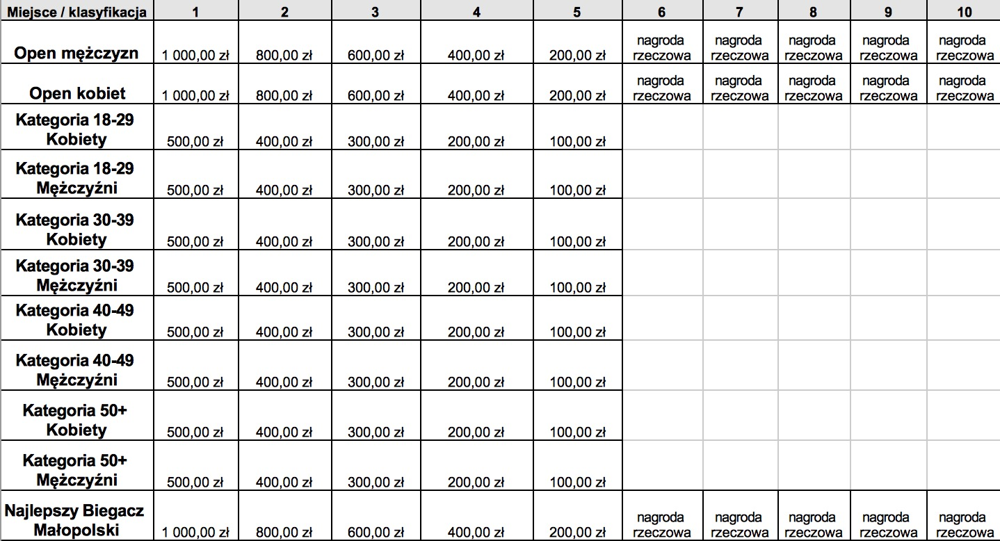 Miejsce / klasyfikacja 1 2 3 4 5 6 7 8 9 10
Open mężczyzn 1 000,00 zł 800,00 zł 600,00 zł 400,00 zł 200,00 zł nagroda rzeczowa nagroda rzeczowa nagroda rzeczowa nagroda rzeczowa nagroda rzeczowa
Open kobiet 1 000,00 zł 800,00 zł 600,00 zł 400,00 zł 200,00 zł nagroda rzeczowa nagroda rzeczowa nagroda rzeczowa nagroda rzeczowa nagroda rzeczowa
Kategoria 18-29 Kobiety 500,00 zł 400,00 zł 300,00 zł 200,00 zł 100,00 zł
Kategoria 18-29 Mężczyźni 500,00 zł 400,00 zł 300,00 zł 200,00 zł 100,00 zł
Kategoria 30-39 Kobiety 500,00 zł 400,00 zł 300,00 zł 200,00 zł 100,00 zł
Kategoria 30-39 Mężczyźni 500,00 zł 400,00 zł 300,00 zł 200,00 zł 100,00 zł
Kategoria 40-49 Kobiety 500,00 zł 400,00 zł 300,00 zł 200,00 zł 100,00 zł
Kategoria 40-49 Mężczyźni 500,00 zł 400,00 zł 300,00 zł 200,00 zł 100,00 zł
Kategoria 50+ Kobiety 500,00 zł 400,00 zł 300,00 zł 200,00 zł 100,00 zł
Kategoria 50+ Mężczyźni 500,00 zł 400,00 zł 300,00 zł 200,00 zł 100,00 zł
Najlepszy Biegacz Małopolski 1 000,00 zł 800,00 zł 600,00 zł 400,00 zł 200,00 zł nagroda rzeczowa nagroda rzeczowa nagroda rzeczowa nagroda rzeczowa nagroda rzeczowa